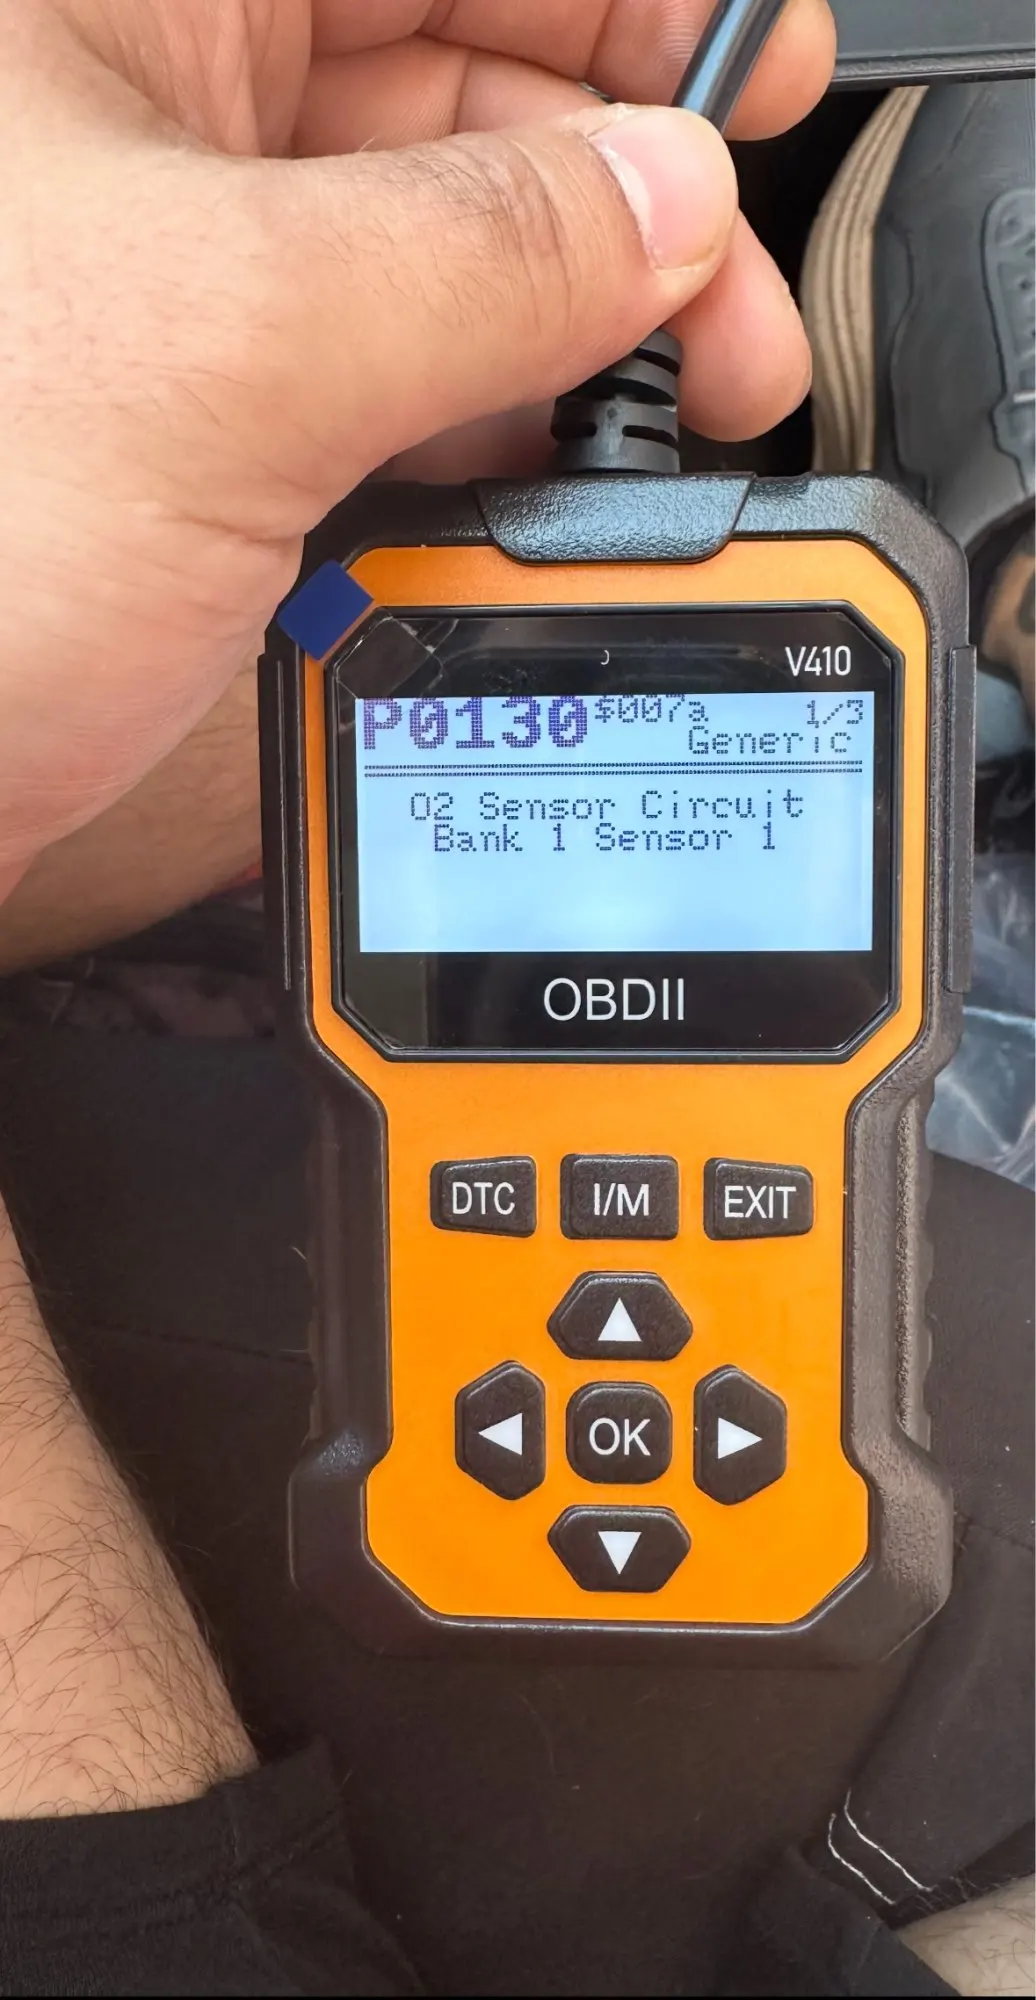 V410
P0130 $007a 1/3
Generic
O2 Sensor Circuit
Bank 1 Sensor 1
OBDII
DTC I/M EXIT
OK